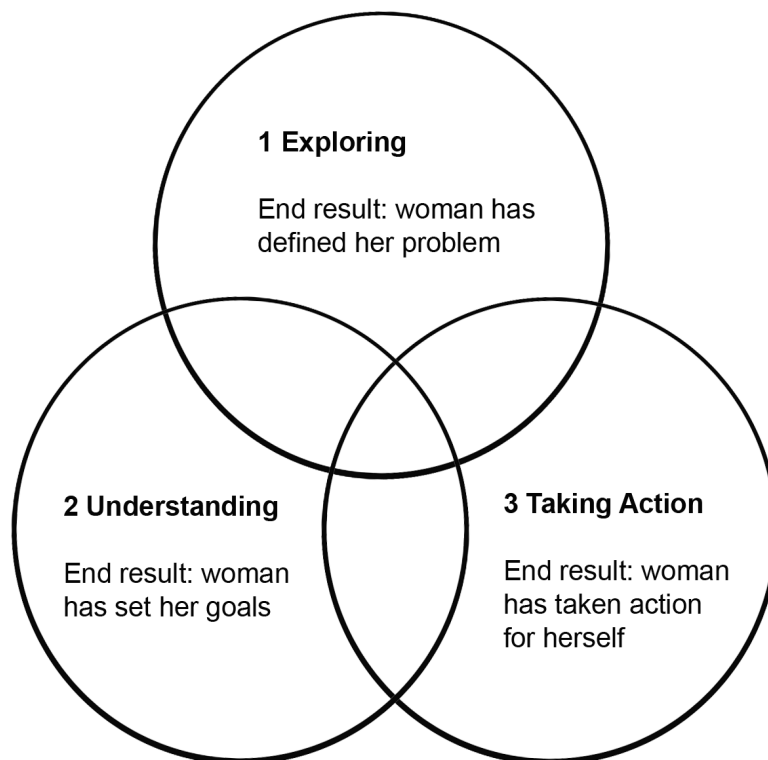 1 Exploring
End result: woman has
defined her problem
2 Understanding
End result: woman
has set her goals
3 Taking Action
End result: woman
has taken action
for herself